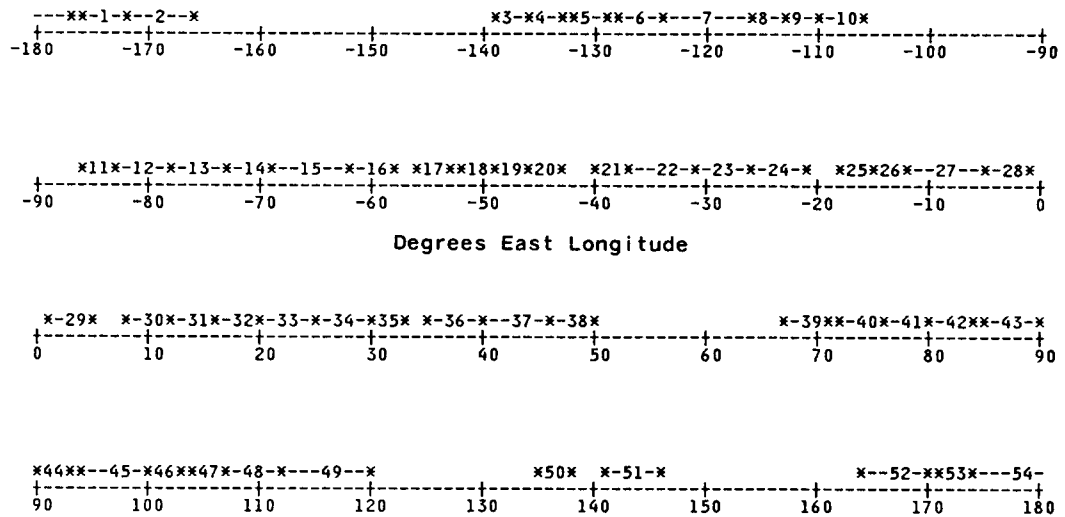 ---**-1-*--2--* *3-*4-**5-**-6-*---7---*8-*9-*-10*
-180 -170 -160 -150 -140 -130 -120 -110 -100 -90
*11*-12-*-13-*-14*--15--*-16* *17**18*19*20* *21*--22-*-23-*-24-* *25*26*--27--*-28*
-90 -80 -70 -60 -50 -40 -30 -20 -10 0
Degrees East Longitude
*-29* *-30*-31*-32*-33-*-34-*35* *-36-*--37-*-38* *-39**-40*-41*-42**-43-*
0 10 20 30 40 50 60 70 80 90
*44**--45-*46**47*-48-*---49--* *50* *-51-* *--52-**53*---54-
90 100 110 120 130 140 150 160 170 180